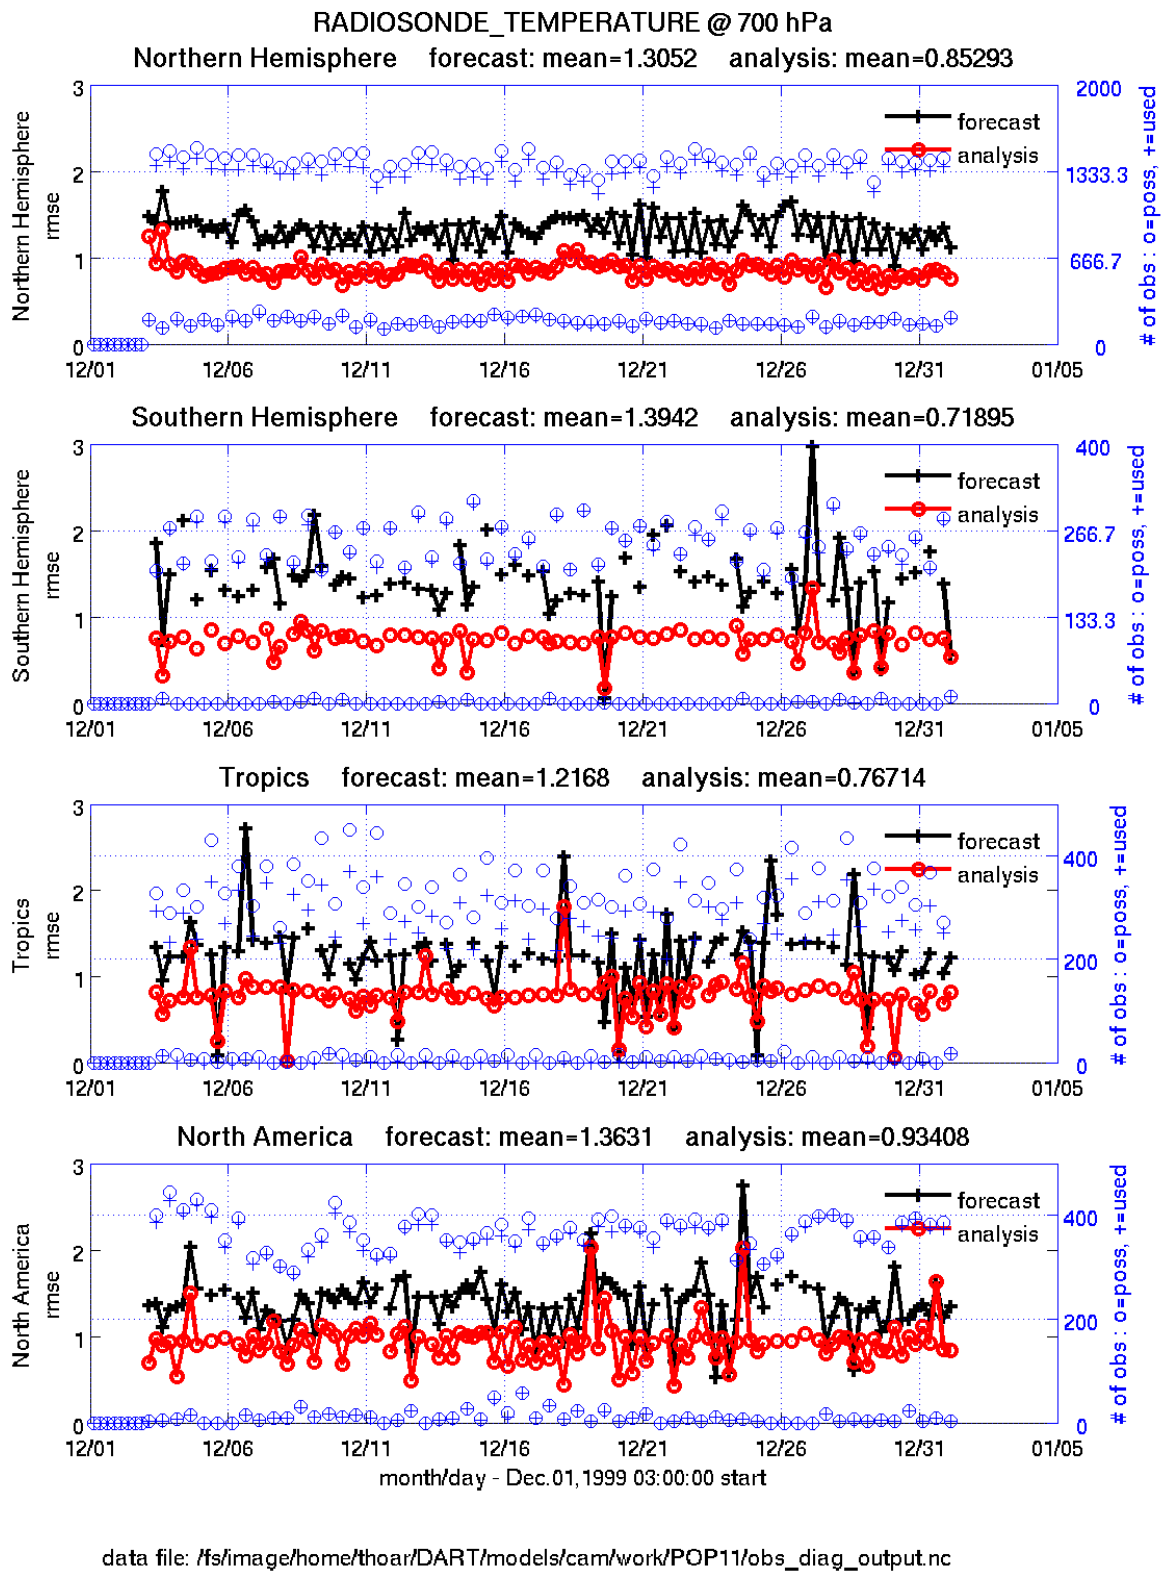 RADIOSONDE_TEMPERATURE @ 700 hPa
Northern Hemisphere forecast: mean=1.3052 analysis: mean=0.85293
3 2000
2 1333.3
1 666.7
0 0
Northern Hemisphere
rmse
# of obs : o=poss, +=used
forecast
analysis
12/01 12/06 12/11 12/16 12/21 12/26 12/31 01/05
Southern Hemisphere forecast: mean=1.3942 analysis: mean=0.71895
3 400
2 266.7
1 133.3
0 0
Southern Hemisphere
rmse
# of obs : o=poss, +=used
forecast
analysis
12/01 12/06 12/11 12/16 12/21 12/26 12/31 01/05
Tropics forecast: mean=1.2168 analysis: mean=0.76714
3
2 400
1 200
0 0
Tropics
rmse
# of obs : o=poss, +=used
forecast
analysis
12/01 12/06 12/11 12/16 12/21 12/26 12/31 01/05
North America forecast: mean=1.3631 analysis: mean=0.93408
3
2 400
1 200
0 0
North America
rmse
# of obs : o=poss, +=used
forecast
analysis
12/01 12/06 12/11 12/16 12/21 12/26 12/31 01/05
month/day - Dec.01,1999 03:00:00 start
data file: /fs/image/home/thoar/DART/models/cam/work/POP11/obs_diag_output.nc